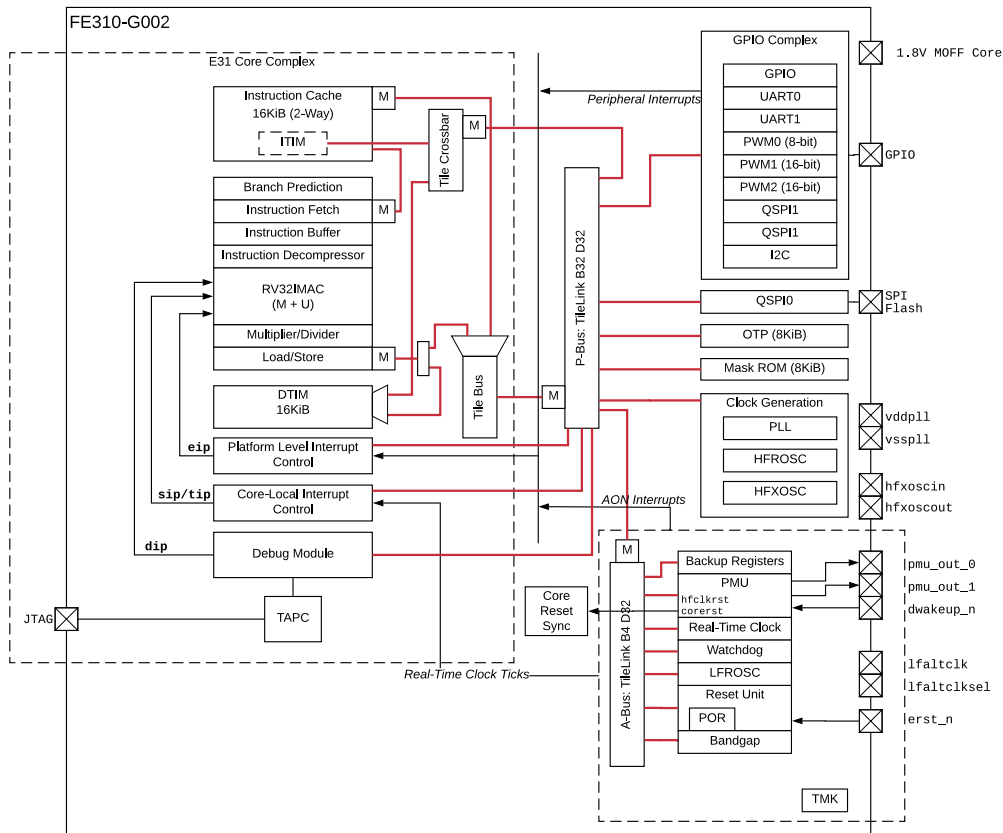 FE310-G002
E31 Core Complex
Instruction Cache
16KiB (2-Way)
M
ITIM
Tile Crossbar
M
Branch Prediction
Instruction Fetch
M
Instruction Buffer
Instruction Decompressor
RV32IMAC
(M + U)
Multiplier/Divider
Load/Store
M
DTIM
16KiB
Tile Bus
eip
Platform Level Interrupt
Control
sip/tip
Core-Local Interrupt
Control
dip
Debug Module
TAPC
JTAG
Peripheral Interrupts
P-Bus: TileLink B32 D32
M
GPIO Complex
GPIO
UART0
UART1
PWM0 (8-bit)
PWM1 (16-bit)
PWM2 (16-bit)
QSPI1
QSPI1
I2C
1.8V MOFF Core
GPIO
QSPI0
SPI
Flash
OTP (8KiB)
Mask ROM (8KiB)
Clock Generation
PLL
HFROSC
HFXOSC
vddpll
vsspll
hfxoscin
hfxoscout
AON Interrupts
M
A-Bus: TileLink B4 D32
Core
Reset
Sync
Real-Time Clock Ticks
Backup Registers
PMU
hfclkrst
corerst
Real-Time Clock
Watchdog
LFROSC
Reset Unit
POR
Bandgap
TMK
pmu_out_0
pmu_out_1
dwakeup_n
lfaltclk
lfaltclksel
erst_n